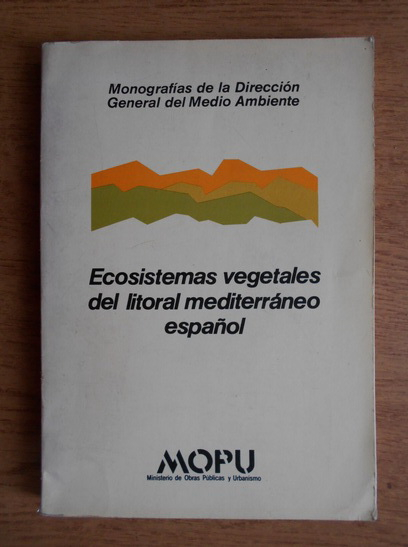 Monografías de la Dirección
General del Medio Ambiente
Ecosistemas vegetales
del litoral mediterráneo
español
MOPU
Ministerio de Obras Públicas y Urbanismo